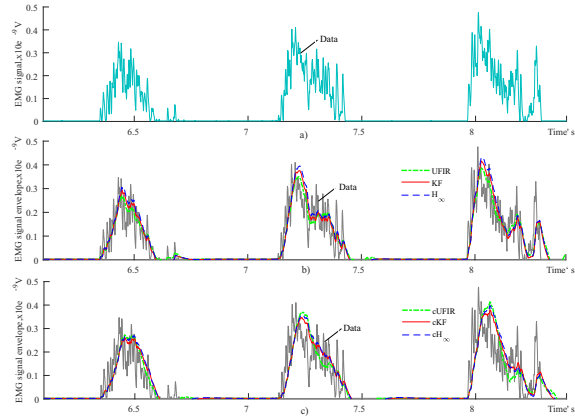 EMG signal,x10e -9V
0.5
0.4
0.3
0.2
0.1
0
Data
6.5
7
7.5
8
Time's
a)
EMG signal envelope,x10e -9V
0.5
0.4
0.3
0.2
0.1
0
Data
UFIR
KF
H∞
6.5
7
7.5
8
Time's
b)
EMG signal envelope,x10e -9V
0.5
0.4
0.3
0.2
0.1
0
Data
cUFIR
cKF
cH∞
6.5
7
7.5
8
Time's
c)